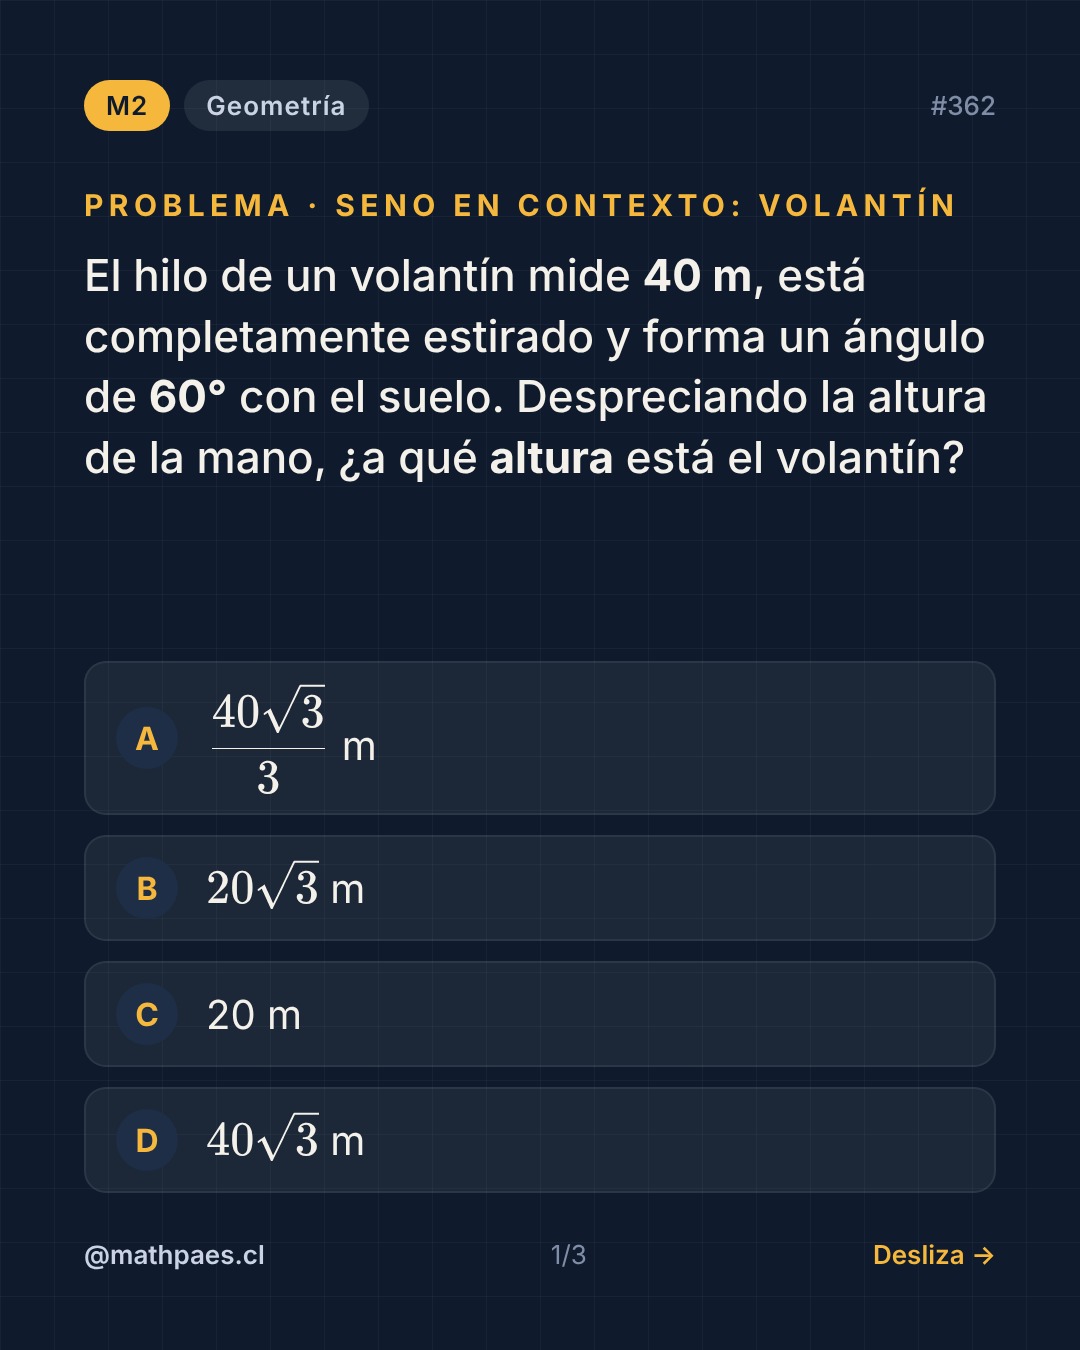 M2 Geometría #362
PROBLEMA · SENO EN CONTEXTO: VOLANTÍN
El hilo de un volantín mide 40 m, está
completamente estirado y forma un ángulo
de 60° con el suelo. Despreciando la altura
de la mano, ¿a qué altura está el volantín?
A 40√3/3 m
B 20√3 m
C 20 m
D 40√3 m
@mathpaes.cl 1/3 Desliza →